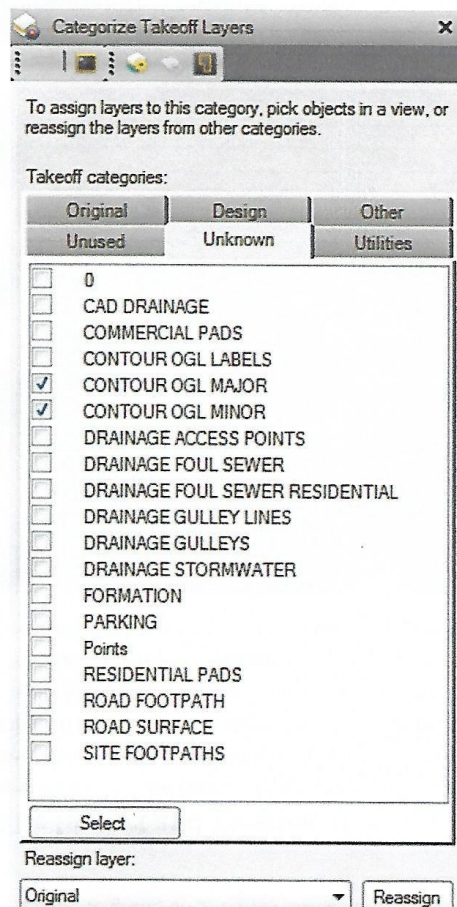 Categorize Takeoff Layers
To assign layers to this category, pick objects in a view, or
reassign the layers from other categories.
Takeoff categories:
Original Design Other
Unused Unknown Utilities
0
CAD DRAINAGE
COMMERCIAL PADS
CONTOUR OGL LABELS
CONTOUR OGL MAJOR
CONTOUR OGL MINOR
DRAINAGE ACCESS POINTS
DRAINAGE FOUL SEWER
DRAINAGE FOUL SEWER RESIDENTIAL
DRAINAGE GULLEY LINES
DRAINAGE GULLEYS
DRAINAGE STORMWATER
FORMATION
PARKING
Points
RESIDENTIAL PADS
ROAD FOOTPATH
ROAD SURFACE
SITE FOOTPATHS
Select
Reassign layer:
Original Reassign